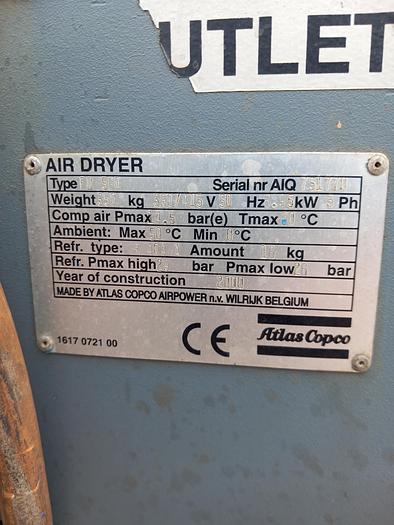 UTLET
AIR DRYER
Type Serial nr AIQ
Weight kg V Hz kW Ph
Comp air Pmax bar(e) Tmax °C
Ambient: Max °C Min °C
Refr. type: Amount kg
Refr. Pmax high bar Pmax low bar
Year of construction 2000
MADE BY ATLAS COPCO AIRPOWER n.v. WILRIJK BELGIUM
CE
Atlas Copco
1617 0721 00